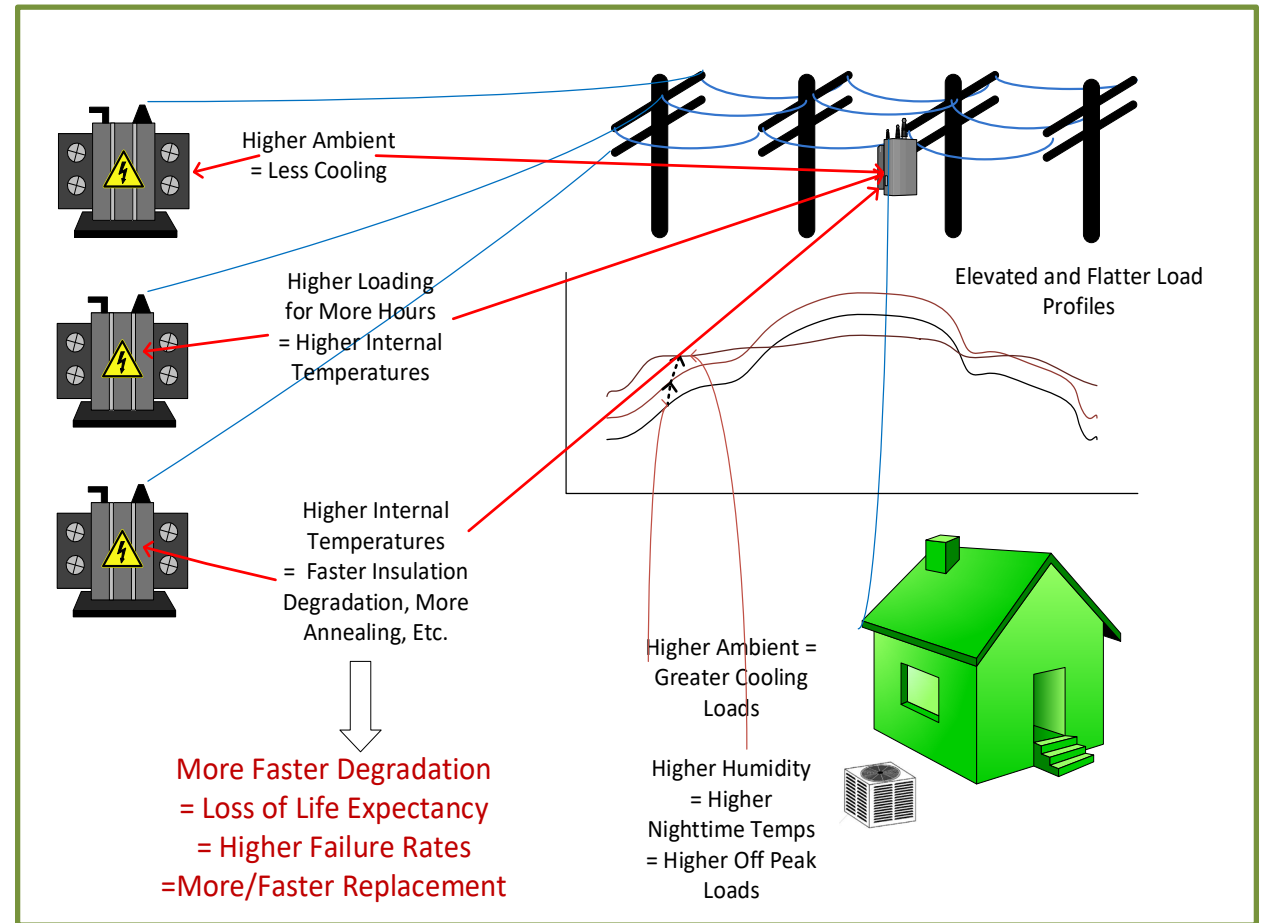 Higher Ambient
= Less Cooling
Higher Loading
for More Hours
= Higher Internal
Temperatures
Elevated and Flatter Load
Profiles
Higher Internal
Temperatures
=  Faster Insulation
Degradation, More
Annealing, Etc.
Higher Ambient =
Greater Cooling
Loads
Higher Humidity
= Higher
Nighttime Temps
= Higher Off Peak
Loads
More Faster Degradation
= Loss of Life Expectancy
= Higher Failure Rates
=More/Faster Replacement